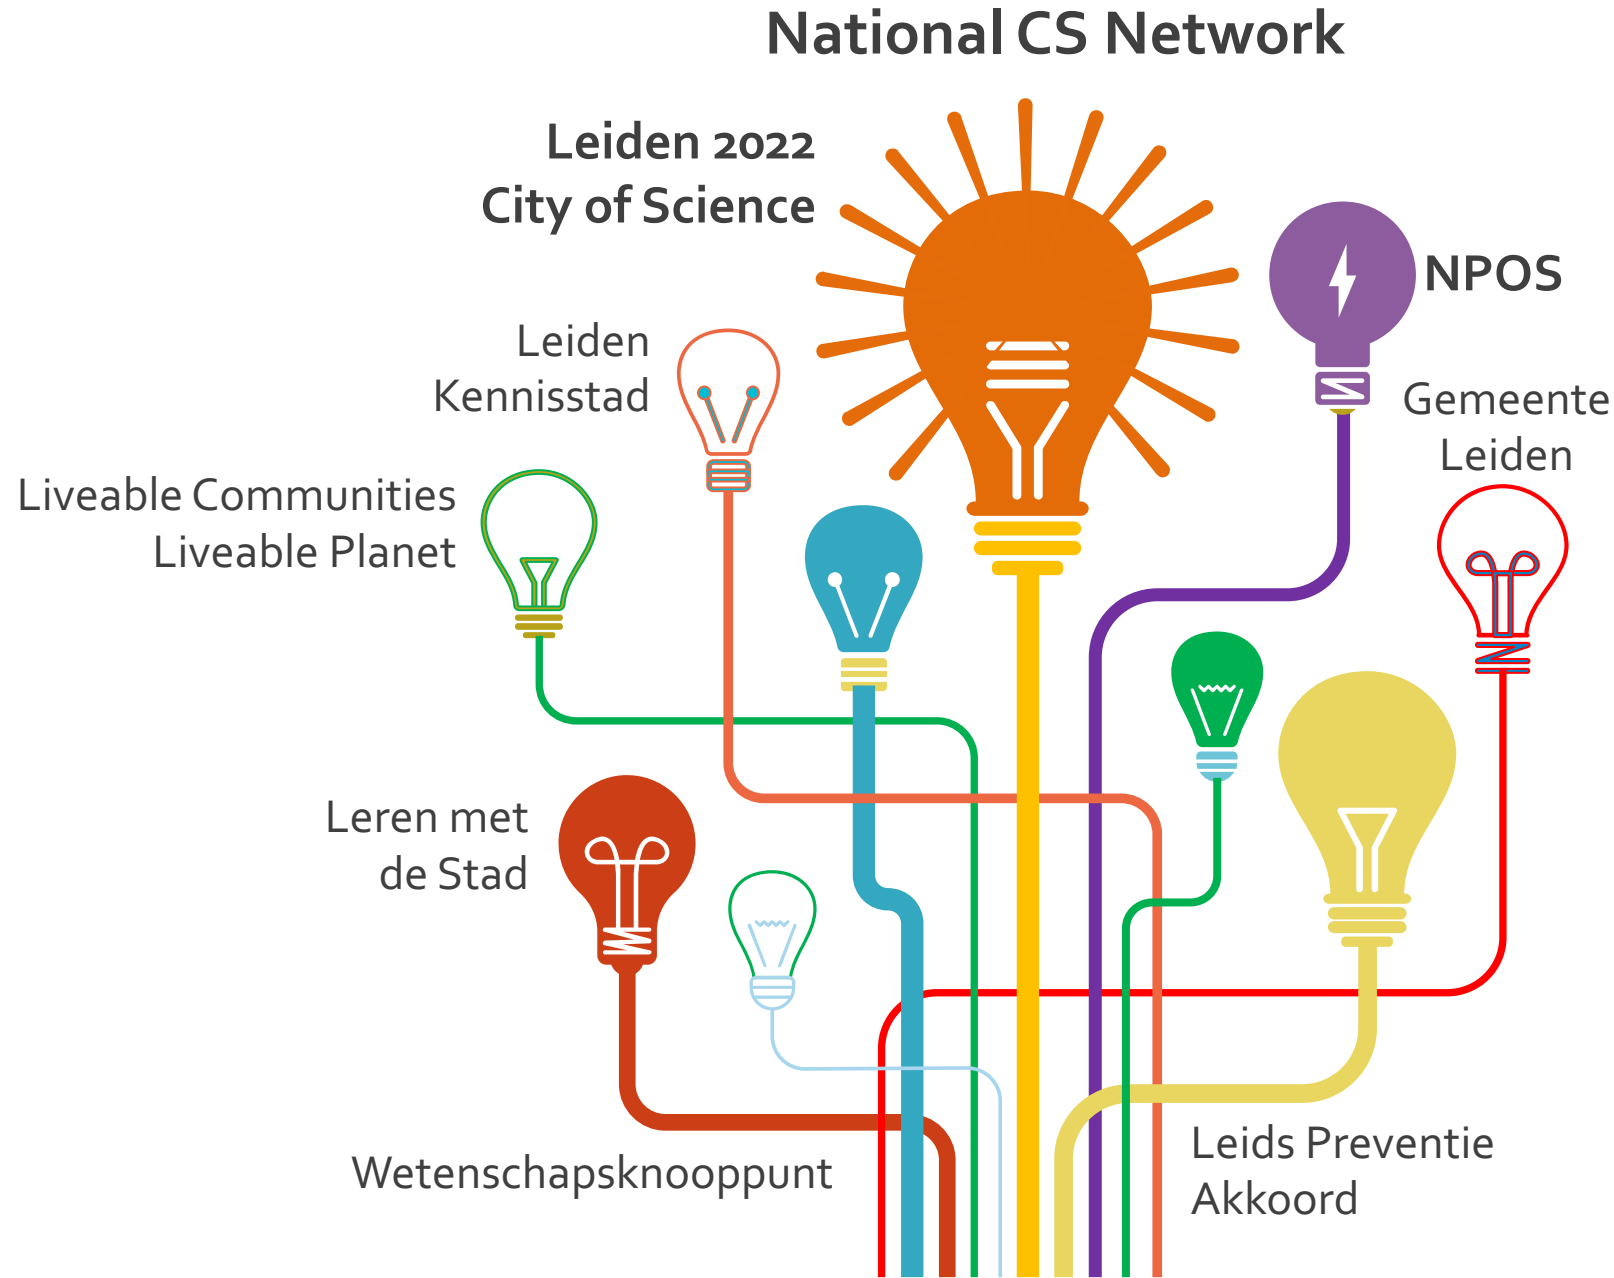 National CS Network
Leiden 2022
City of Science
NPOS
Leiden
Kennisstad
Gemeente
Leiden
Liveable Communities
Liveable Planet
Leren met
de Stad
Wetenschapsknooppunt
Leids Preventie
Akkoord